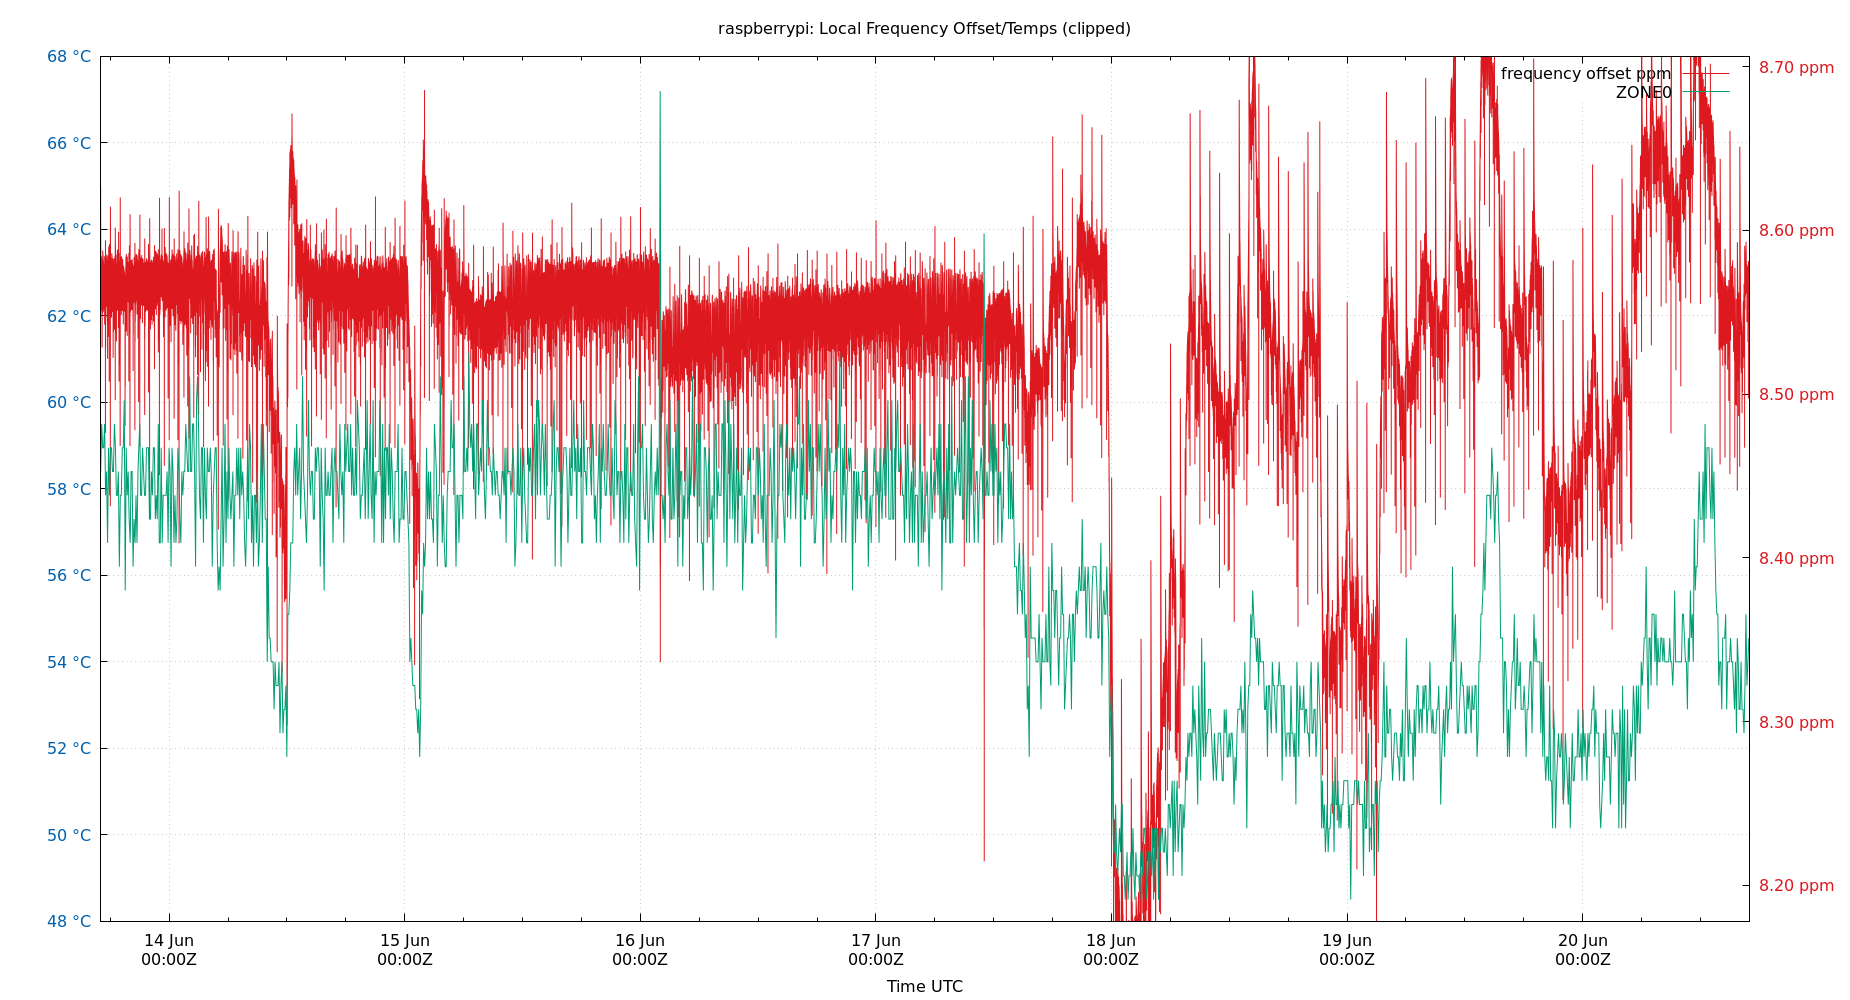 raspberrypi: Local Frequency Offset/Temps (clipped)
68 °C
66 °C
64 °C
62 °C
60 °C
58 °C
56 °C
54 °C
52 °C
50 °C
48 °C
frequency offset ppm
ZONE0
8.70 ppm
8.60 ppm
8.50 ppm
8.40 ppm
8.30 ppm
8.20 ppm
14 Jun
00:00Z
15 Jun
00:00Z
16 Jun
00:00Z
17 Jun
00:00Z
18 Jun
00:00Z
19 Jun
00:00Z
20 Jun
00:00Z
Time UTC